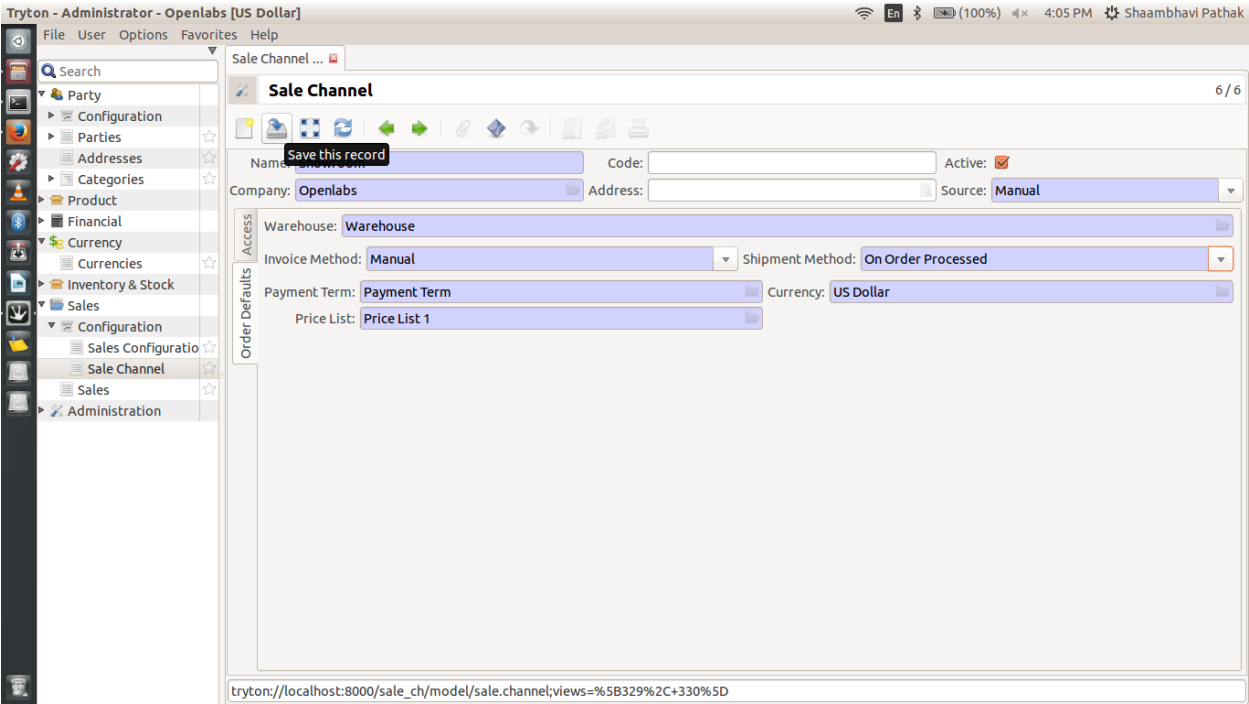 Tryton - Administrator - Openlabs [US Dollar]
En (100%) 4:05 PM Shaambhavi Pathak
File User Options Favorites Help
Search
Party
Configuration
Parties
Addresses
Categories
Product
Financial
Currency
Currencies
Inventory & Stock
Sales
Configuration
Sales Configuratio
Sale Channel
Sales
Administration
Sale Channel ...
Sale Channel 6/6
Save this record
Name: Code: Active:
Company: Openlabs Address: Source: Manual
Access
Order Defaults
Warehouse: Warehouse
Invoice Method: Manual Shipment Method: On Order Processed
Payment Term: Payment Term Currency: US Dollar
Price List: Price List 1
tryton://localhost:8000/sale_ch/model/sale.channel;views=%5B329%2C+330%5D